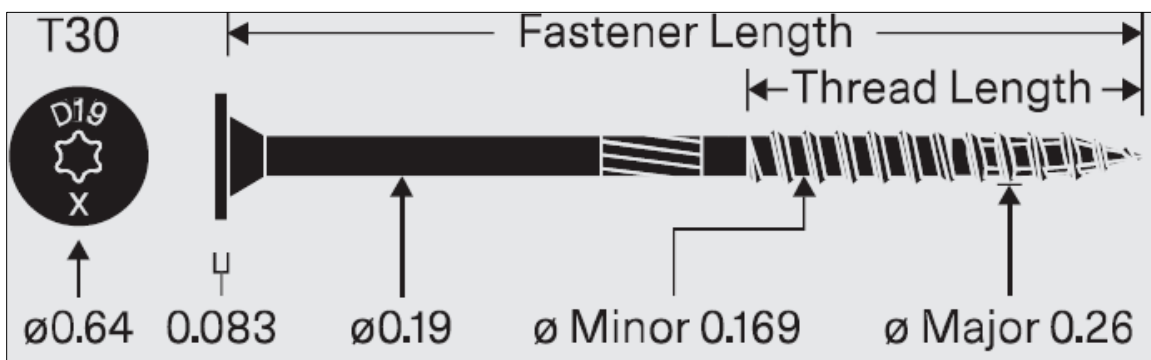 T30
Fastener Length
Thread Length
D19
X
ø0.64 0.083 ø0.19 ø Minor 0.169 ø Major 0.26